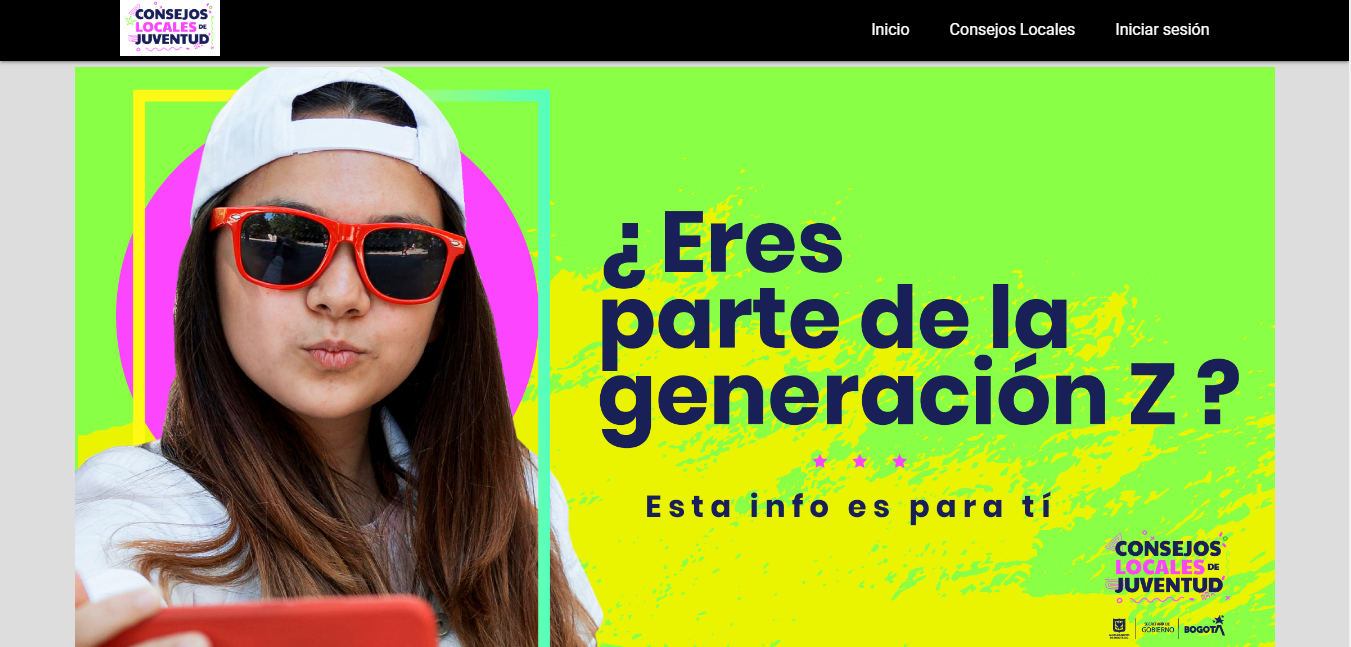 CONSEJOS
LOCALES DE
JUVENTUD
Inicio
Consejos Locales
Iniciar sesión
¿Eres
parte de la
generación Z ?
Esta info es para tí
CONSEJOS
LOCALES DE
JUVENTUD
SECRETARÍA DE
GOBIERNO
BOGOTÁ